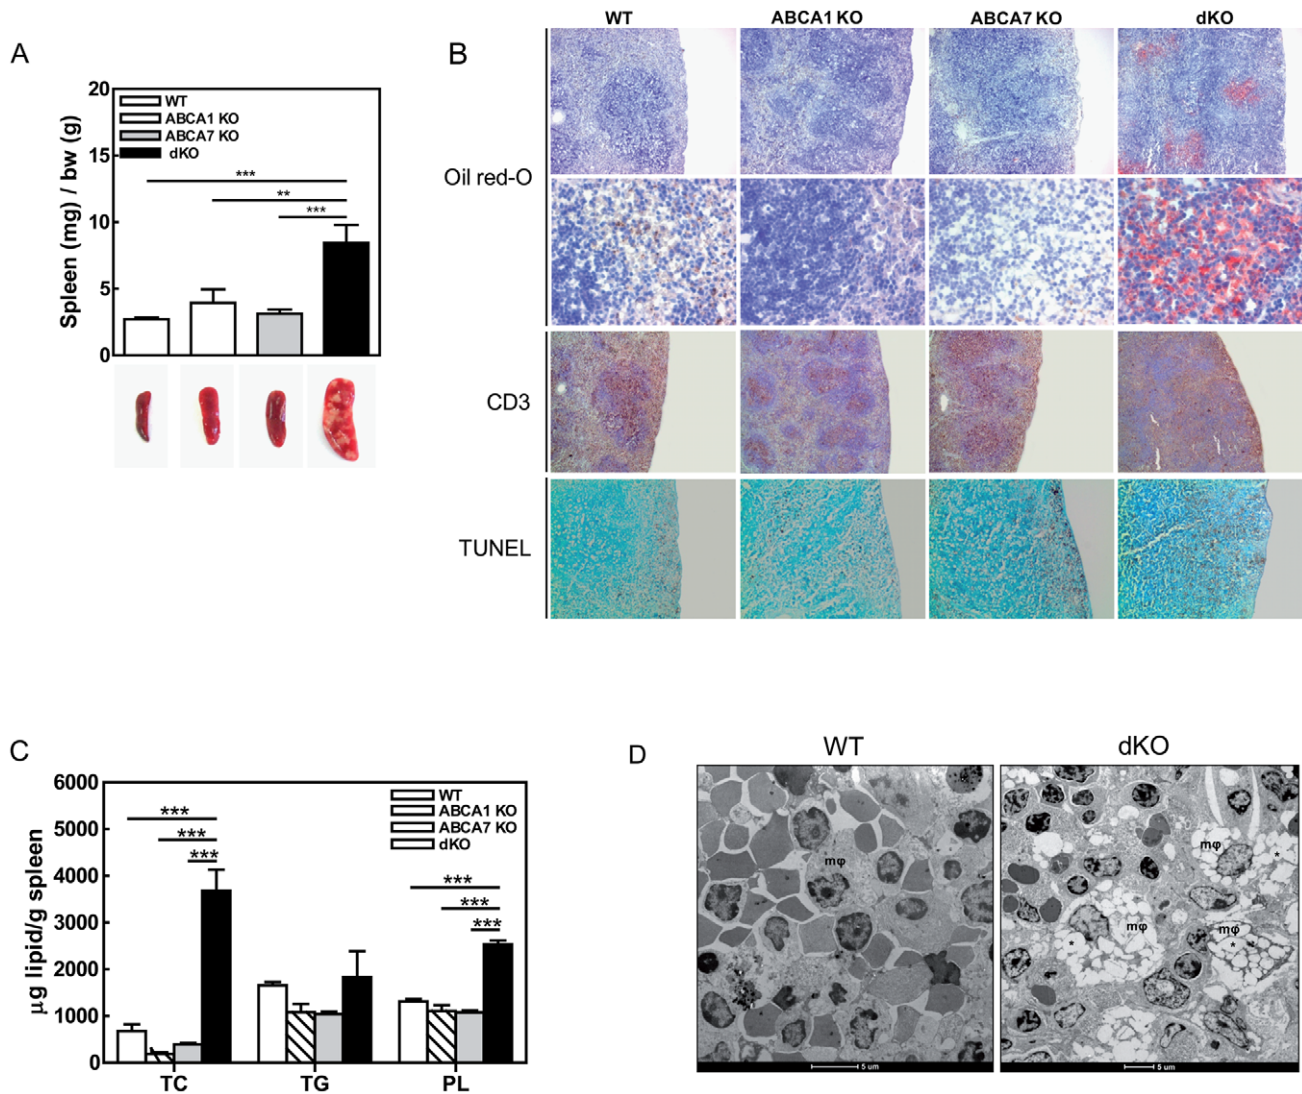 A
20
15
10
5
0
Spleen (mg) / bw (g)
WT
ABCA1 KO
ABCA7 KO
dKO
***
**
***
B
WT ABCA1 KO ABCA7 KO dKO
Oil red-O
CD3
TUNEL
C
6000
5000
4000
3000
2000
1000
0
μg lipid/g spleen
WT
ABCA1 KO
ABCA7 KO
dKO
***
***
***
***
***
***
TC TG PL
D
WT dKO
mφ
5 um
mφ
*
mφ
*
mφ
*
5 um